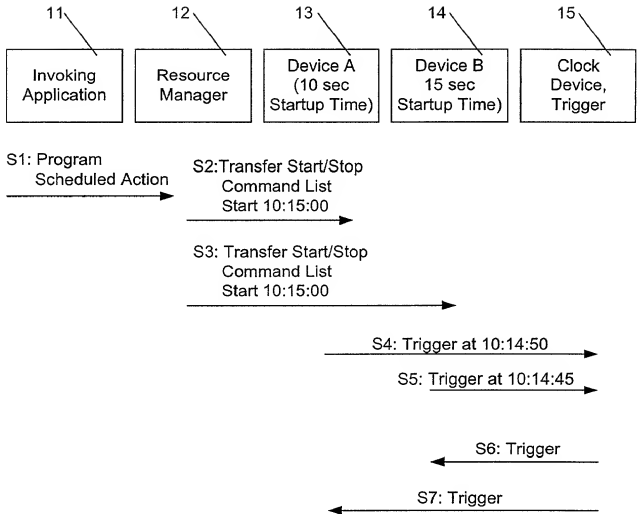 11
12
13
14
15
Invoking
Application
Resource
Manager
Device A
(10 sec
Startup Time)
Device B
15 sec
Startup Time)
Clock
Device,
Trigger
S1: Program
Scheduled Action
S2:Transfer Start/Stop
Command List
Start 10:15:00
S3: Transfer Start/Stop
Command List
Start 10:15:00
S4: Trigger at 10:14:50
S5: Trigger at 10:14:45
S6: Trigger
S7: Trigger